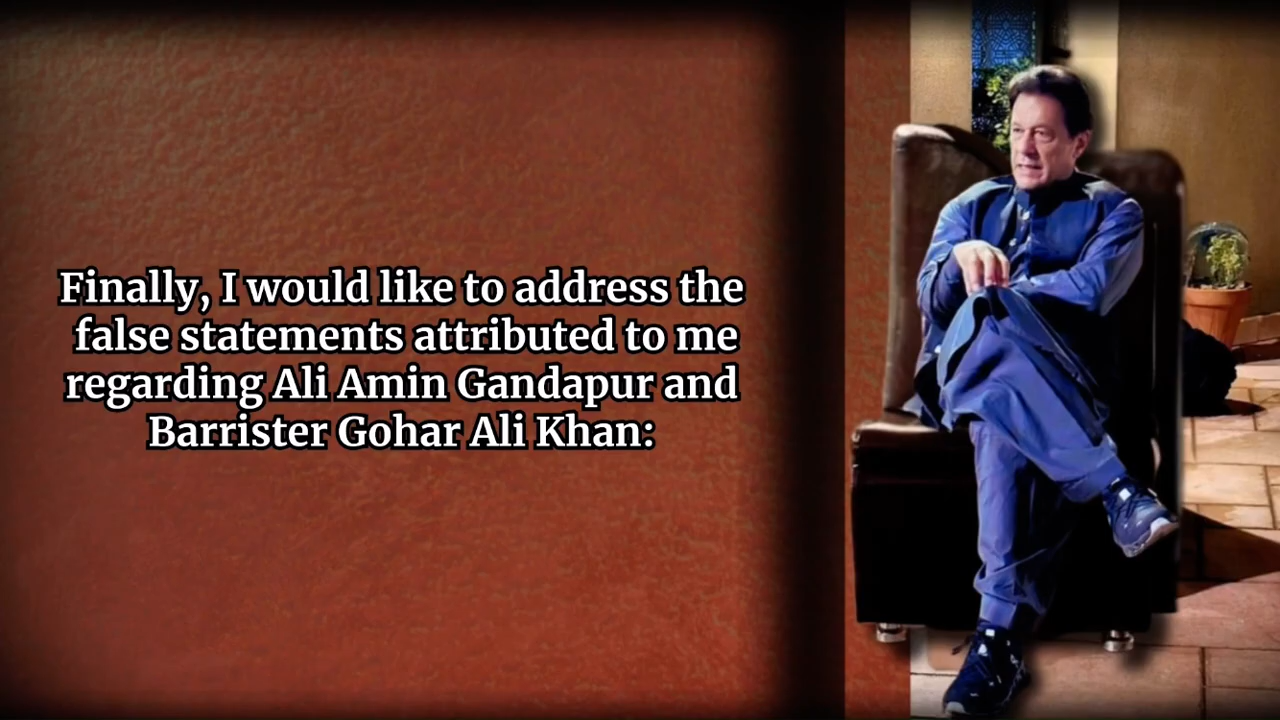 Finally, I would like to address the
false statements attributed to me
regarding Ali Amin Gandapur and
Barrister Gohar Ali Khan: